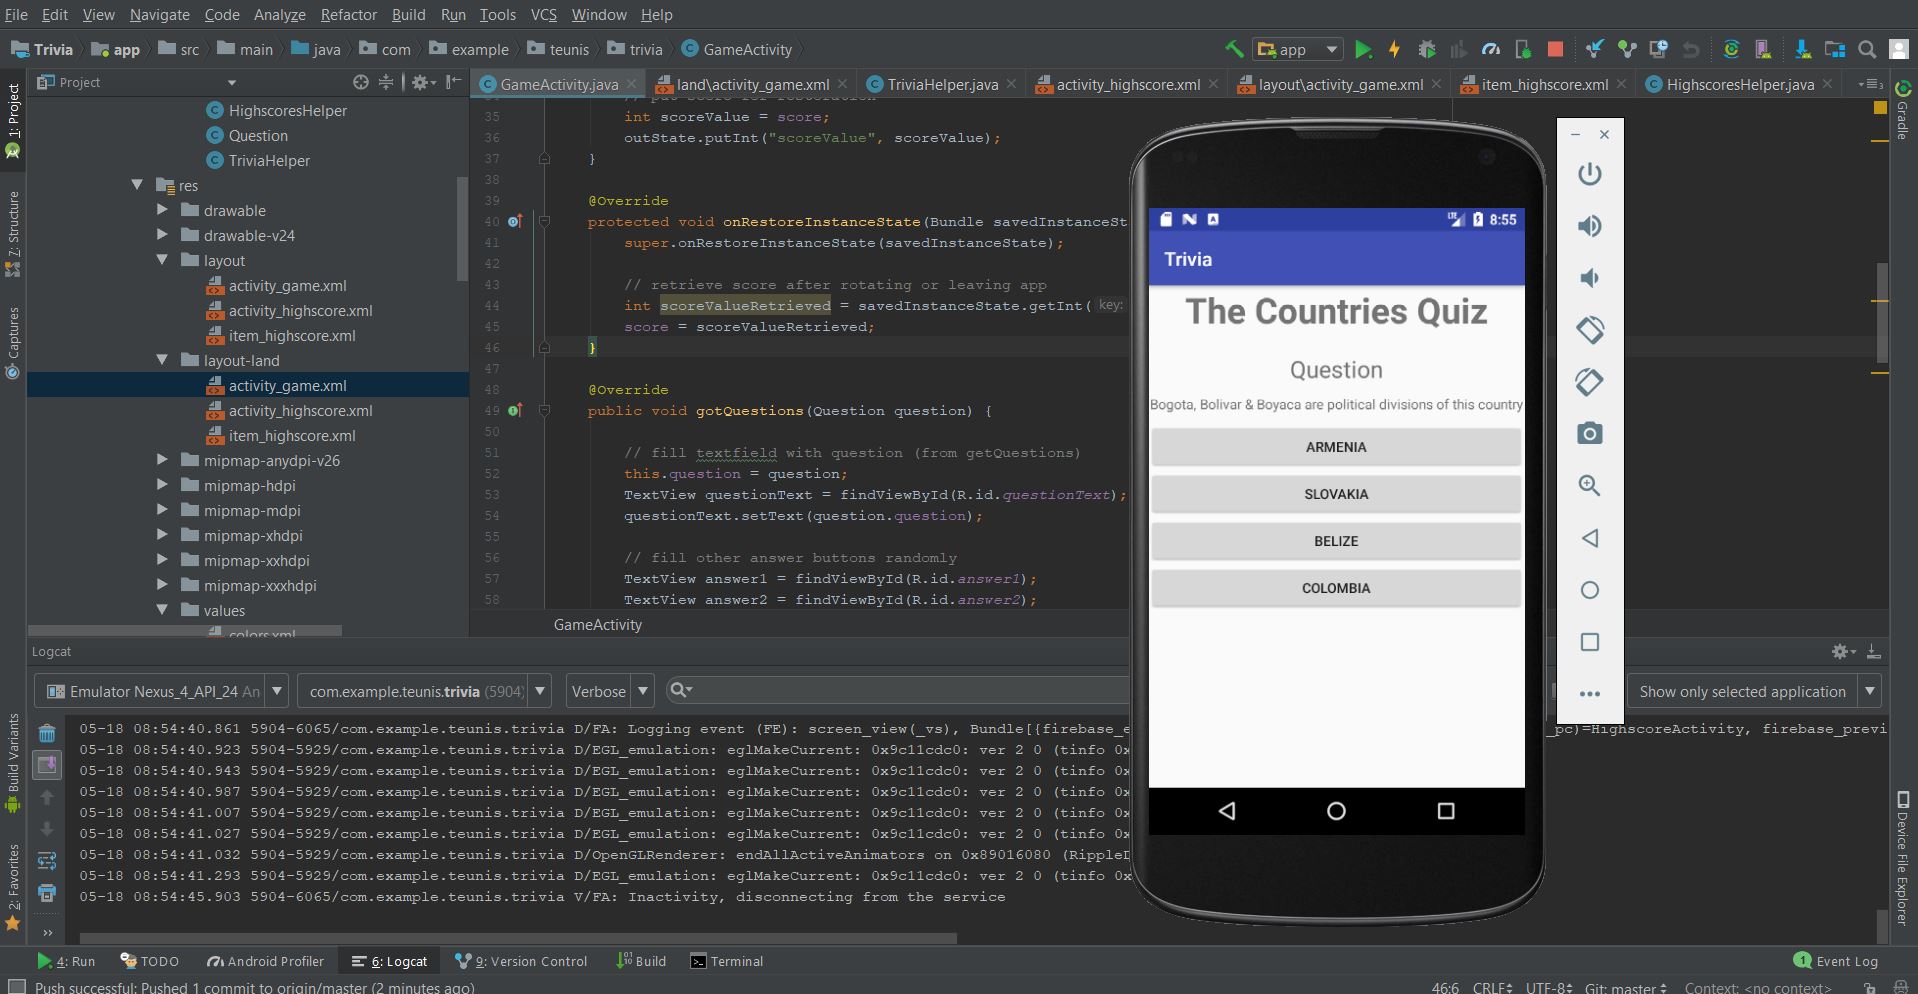 File Edit View Navigate Code Analyze Refactor Build Run Tools VCS Window Help
Trivia app src main java com example teunis trivia GameActivity app
Project
GameActivity.java land\activity_game.xml TriviaHelper.java activity_highscore.xml layout\activity_game.xml item_highscore.xml HighscoresHelper.java
1: Project
7: Structure
Captures
Build Variants
2: Favorites
Gradle
Device File Explorer
HighscoresHelper
Question
TriviaHelper
res
drawable
drawable-v24
layout
activity_game.xml
activity_highscore.xml
item_highscore.xml
layout-land
activity_game.xml
activity_highscore.xml
item_highscore.xml
mipmap-anydpi-v26
mipmap-hdpi
mipmap-mdpi
mipmap-xhdpi
mipmap-xxhdpi
mipmap-xxxhdpi
values
colors.xml
35 int scoreValue = score;
36 outState.putInt("scoreValue", scoreValue);
37 }
38
39 @Override
40 protected void onRestoreInstanceState(Bundle savedInstanceSt
41 super.onRestoreInstanceState(savedInstanceState);
42
43 // retrieve score after rotating or leaving app
44 int scoreValueRetrieved = savedInstanceState.getInt( key:
45 score = scoreValueRetrieved;
46 }
47
48 @Override
49 public void gotQuestions(Question question) {
50
51 // fill textfield with question (from getQuestions)
52 this.question = question;
53 TextView questionText = findViewById(R.id.questionText);
54 questionText.setText(question.question);
55
56 // fill other answer buttons randomly
57 TextView answer1 = findViewById(R.id.answer1);
58 TextView answer2 = findViewById(R.id.answer2);
GameActivity
8:55
Trivia
The Countries Quiz
Question
Bogota, Bolivar & Boyaca are political divisions of this country
ARMENIA
SLOVAKIA
BELIZE
COLOMBIA
Logcat
Emulator Nexus_4_API_24 An com.example.teunis.trivia (5904) Verbose Show only selected application
05-18 08:54:40.861 5904-6065/com.example.teunis.trivia D/FA: Logging event (FE): screen_view(_vs), Bundle[{firebase_e _pc)=HighscoreActivity, firebase_previ
05-18 08:54:40.923 5904-5929/com.example.teunis.trivia D/EGL_emulation: eglMakeCurrent: 0x9c11cdc0: ver 2 0 (tinfo 0x
05-18 08:54:40.943 5904-5929/com.example.teunis.trivia D/EGL_emulation: eglMakeCurrent: 0x9c11cdc0: ver 2 0 (tinfo 0x
05-18 08:54:40.987 5904-5929/com.example.teunis.trivia D/EGL_emulation: eglMakeCurrent: 0x9c11cdc0: ver 2 0 (tinfo 0x
05-18 08:54:41.007 5904-5929/com.example.teunis.trivia D/EGL_emulation: eglMakeCurrent: 0x9c11cdc0: ver 2 0 (tinfo 0x
05-18 08:54:41.027 5904-5929/com.example.teunis.trivia D/EGL_emulation: eglMakeCurrent: 0x9c11cdc0: ver 2 0 (tinfo 0x
05-18 08:54:41.032 5904-5929/com.example.teunis.trivia D/OpenGLRenderer: endAllActiveAnimators on 0x89016080 (RippleD
05-18 08:54:41.293 5904-5929/com.example.teunis.trivia D/EGL_emulation: eglMakeCurrent: 0x9c11cdc0: ver 2 0 (tinfo 0x
05-18 08:54:45.903 5904-6065/com.example.teunis.trivia V/FA: Inactivity, disconnecting from the service
4: Run TODO Android Profiler 6: Logcat 9: Version Control Build Terminal 1 Event Log
Push successful: Pushed 1 commit to origin/master (2 minutes ago) 46:6 CRLF UTF-8 Git: master Context: <no context>